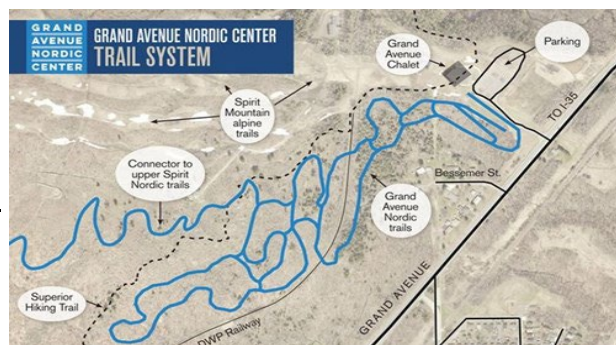 GRAND
AVENUE
NORDIC
CENTER
GRAND AVENUE NORDIC CENTER
TRAIL SYSTEM
Grand
Avenue
Chalet
Parking
Spirit
Mountain
alpine
trails
TO I-35
Connector to
upper Spirit
Nordic trails
Bessemer St.
Grand
Avenue
Nordic
trails
Superior
Hiking Trail
DWP Railway
GRAND AVENUE